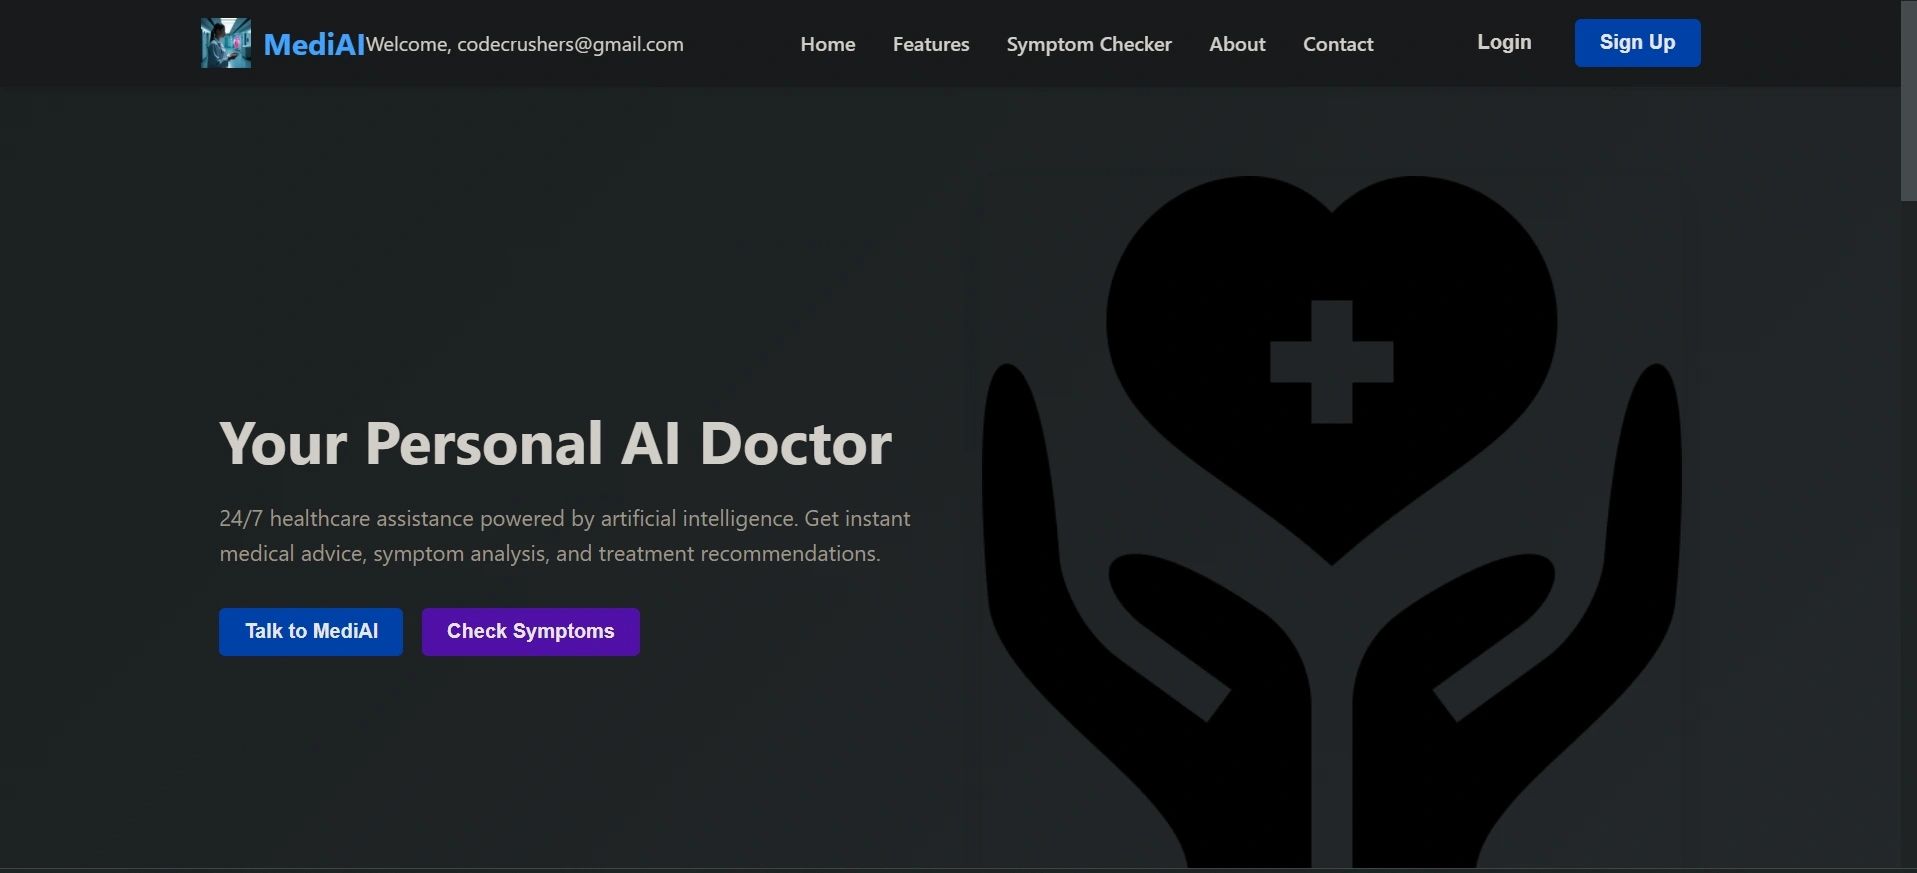 MediAI Welcome, codecrushers@gmail.com Home Features Symptom Checker About Contact Login Sign Up
Your Personal AI Doctor
24/7 healthcare assistance powered by artificial intelligence. Get instant
medical advice, symptom analysis, and treatment recommendations.
Talk to MediAI Check Symptoms